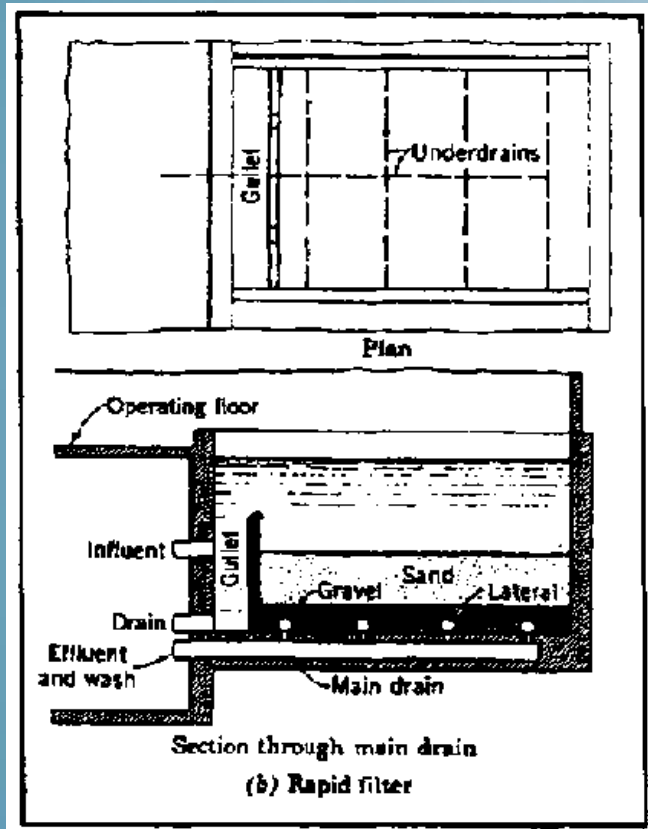 Gullet
Underdrains
Plan
Operating floor
Influent
Gullet
Sand
Gravel
Lateral
Drain
Effluent
and wash
Main drain
Section through main drain
(b) Rapid filter